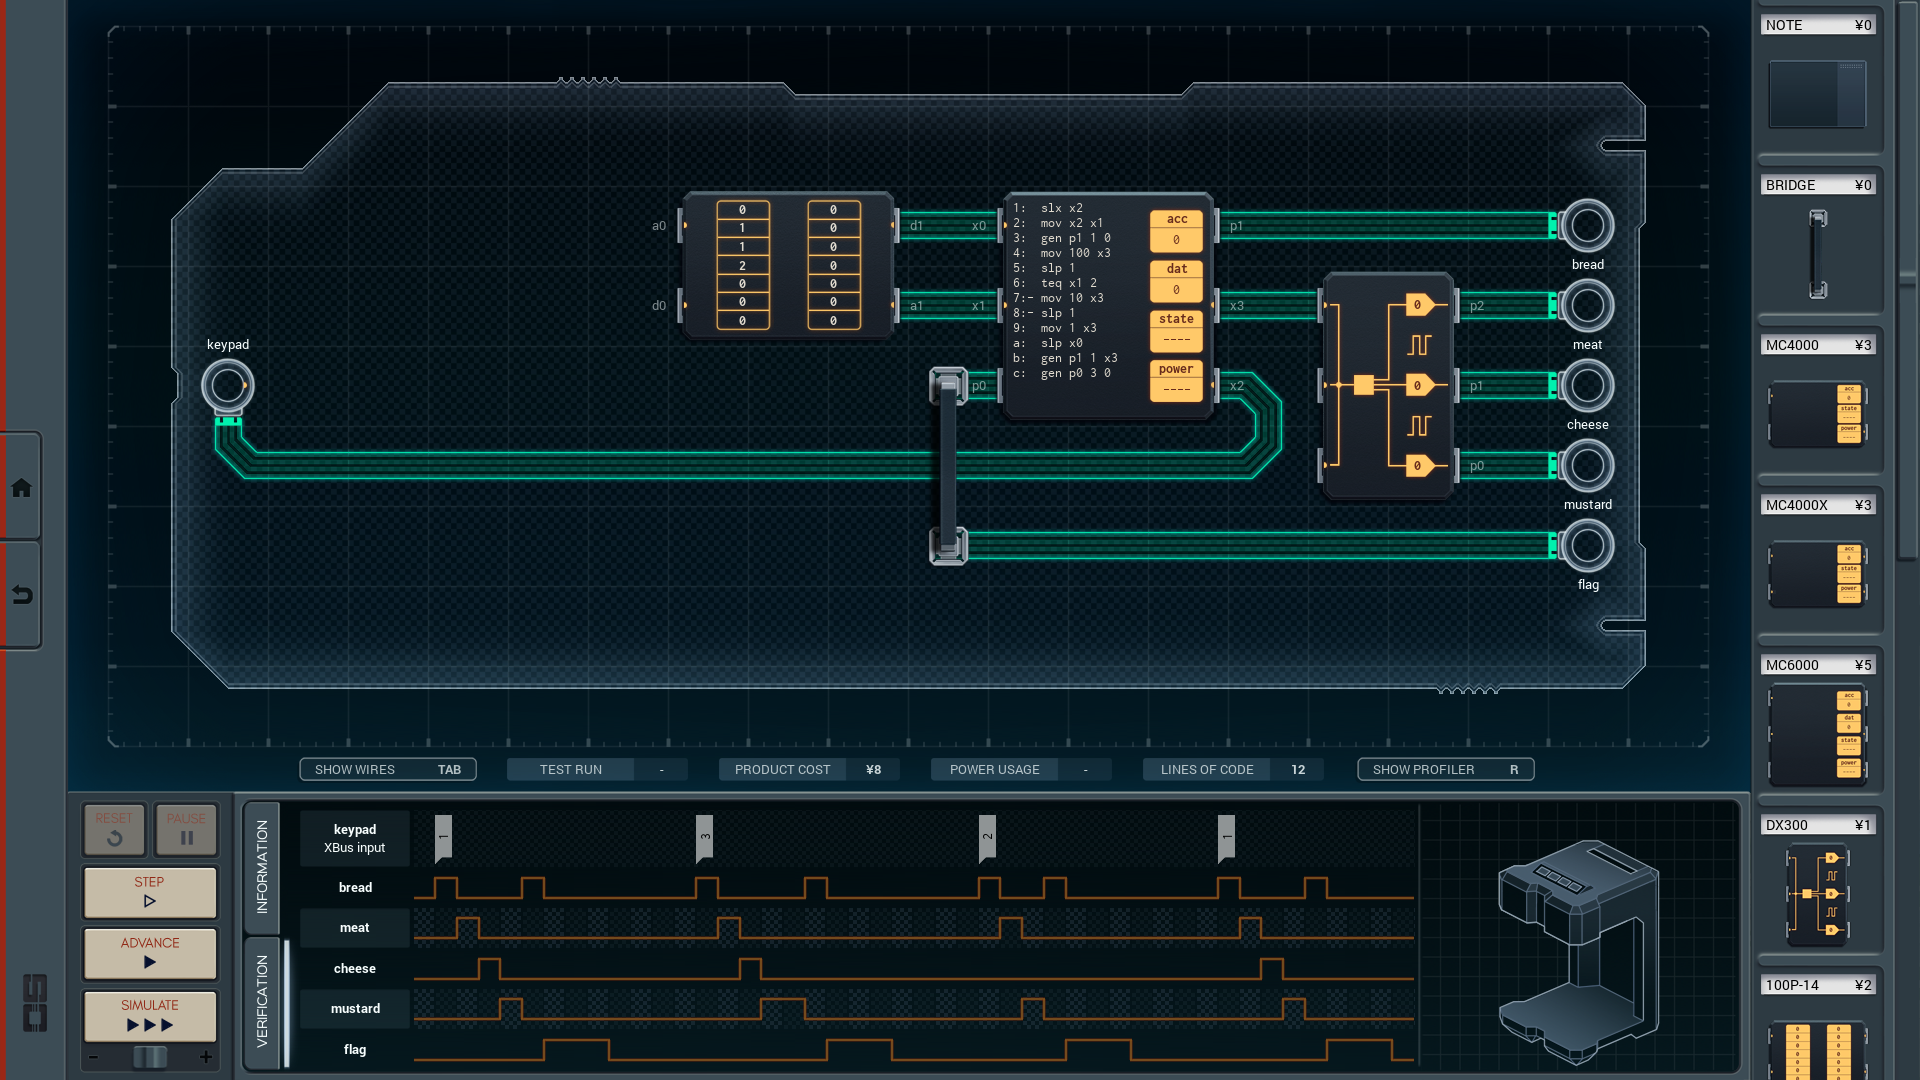 NOTE ¥0
BRIDGE ¥0
MC4000 ¥3
MC4000X ¥3
MC6000 ¥5
DX300 ¥1
100P-14 ¥2
keypad
a0
d0
0 0
1 0
1 0
2 0
0 0
0 0
0 0
d1
a1
x0
x1
p0
1: slx x2
2: mov x2 x1
3: gen p1 1 0
4: mov 100 x3
5: slp 1
6: teq x1 2
7:- mov 10 x3
8:- slp 1
9: mov 1 x3
a: slp x0
b: gen p1 1 x3
c: gen p0 3 0
acc
0
dat
0
state
----
power
----
p1
x3
x2
0
0
0
p2
p1
p0
bread
meat
cheese
mustard
flag
SHOW WIRES TAB
TEST RUN -
PRODUCT COST ¥8
POWER USAGE -
LINES OF CODE 12
SHOW PROFILER R
RESET
PAUSE
STEP
ADVANCE
SIMULATE
- +
INFORMATION
VERIFICATION
keypad
XBus input
1 3 2 1
bread
meat
cheese
mustard
flag